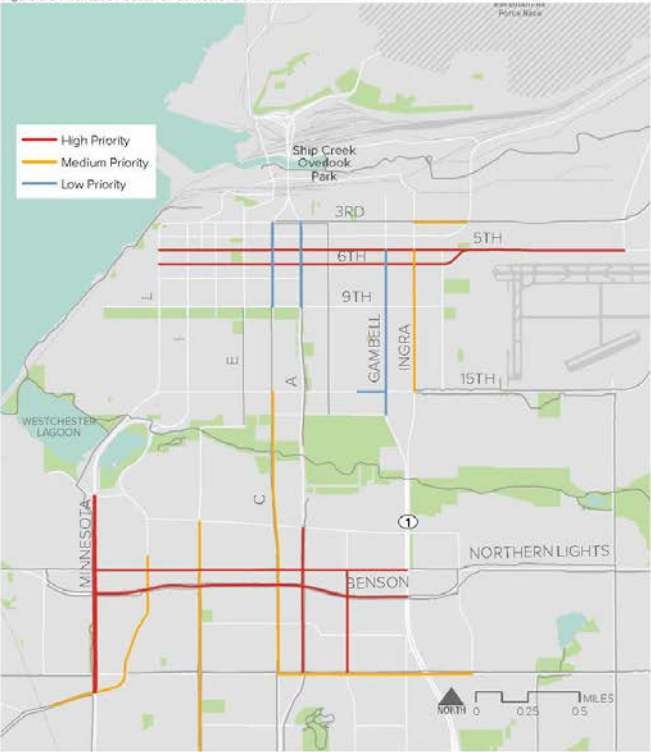 High Priority
Medium Priority
Low Priority
Ship Creek
Overlook
Park
3RD
5TH
6TH
9TH
L
I
E
A
GAMBELL
INGRA
15TH
WESTCHESTER
LAGOON
C
1
MINNESOTA
NORTHERN LIGHTS
BENSON
NORTH
0 0.25 0.5
MILES